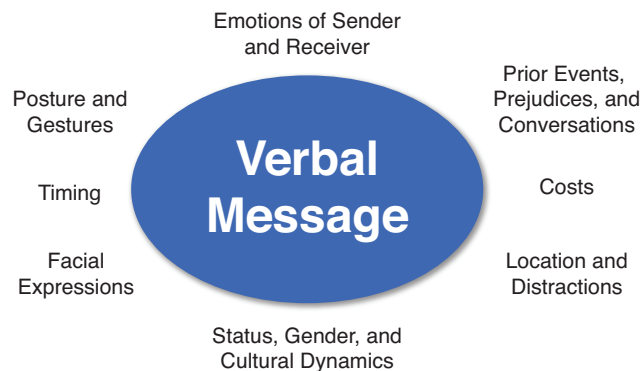 Emotions of Sender
and Receiver
Prior Events,
Prejudices, and
Conversations
Posture and
Gestures
Verbal
Message
Timing
Costs
Facial
Expressions
Location and
Distractions
Status, Gender, and
Cultural Dynamics